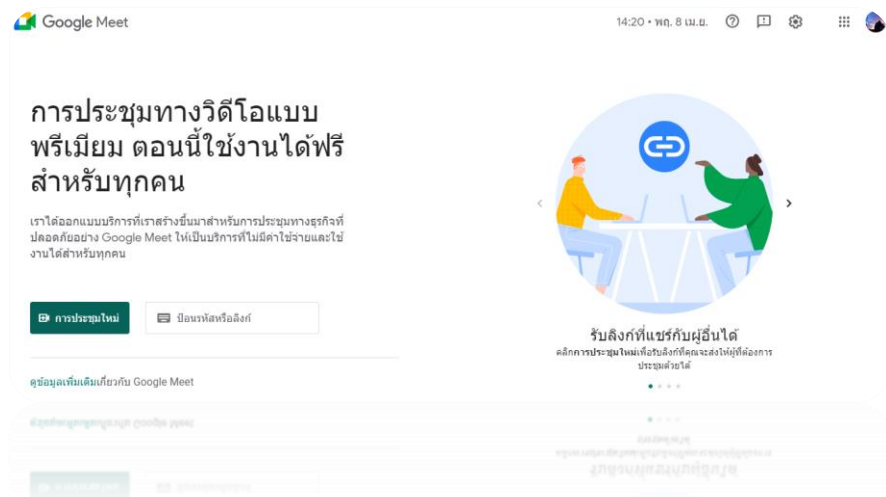 Google Meet
14:20 • พฤ. 8 เม.ย.
การประชุมทางวิดีโอแบบ
พรีเมียม ตอนนี้ใช้งานได้ฟรี
สำหรับทุกคน
เราได้ออกแบบบริการที่เราสร้างขึ้นมาสำหรับการประชุมทางธุรกิจที่
ปลอดภัยอย่าง Google Meet ให้เป็นบริการที่ไม่มีค่าใช้จ่ายและใช้
งานได้สำหรับทุกคน
การประชุมใหม่
ป้อนรหัสหรือลิงก์
ดูข้อมูลเพิ่มเติมเกี่ยวกับ Google Meet
รับลิงก์ที่แชร์กับผู้อื่นได้
คลิกการประชุมใหม่เพื่อรับลิงก์ที่คุณจะส่งให้ผู้ที่ต้องการ
ประชุมด้วยได้